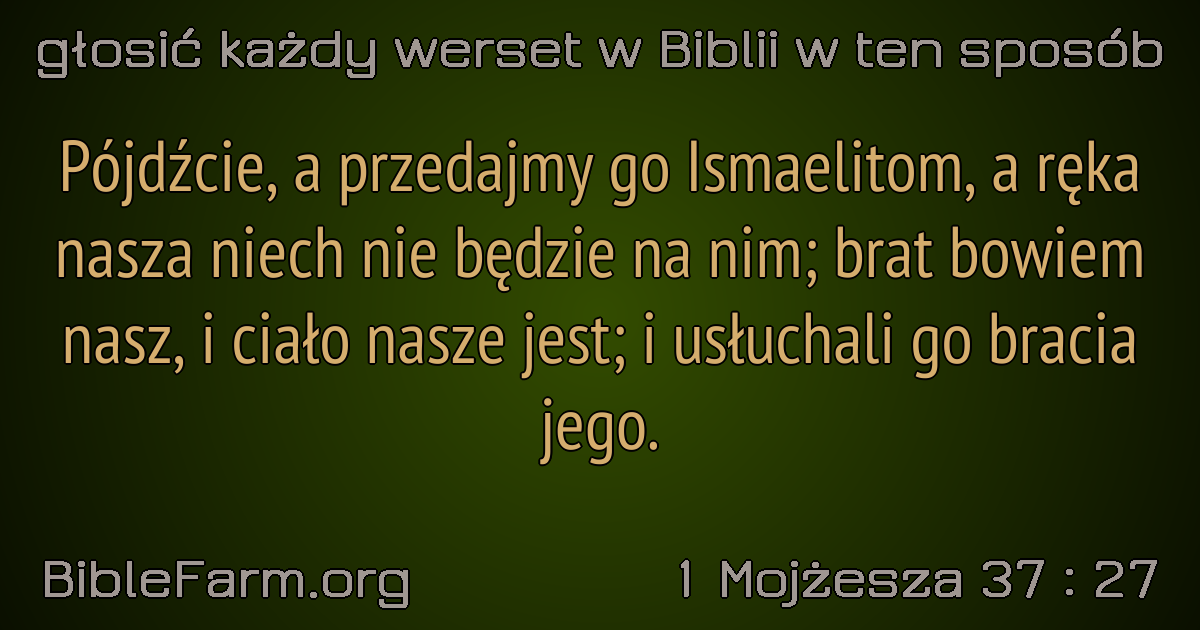 głosić każdy werset w Biblii w ten sposób
Pójdźcie, a przedajmy go Ismaelitom, a ręka
nasza niech nie będzie na nim; brat bowiem
nasz, i ciało nasze jest; i usłuchali go bracia
jego.
BibleFarm.org
1 Mojżesza 37 : 27